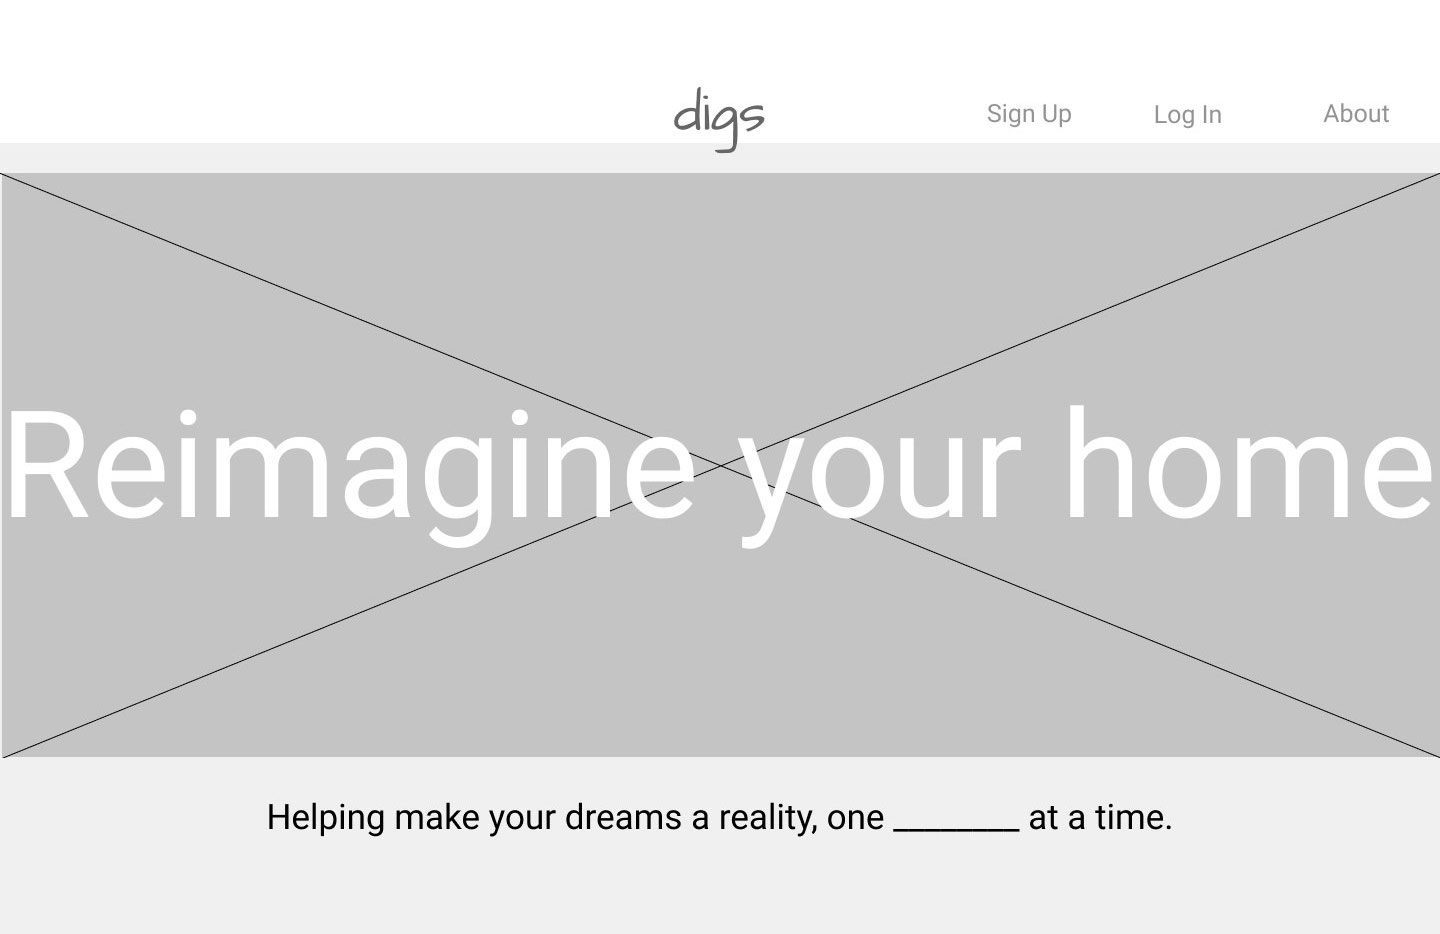 digs
Sign Up Log In About
Reimagine your home
Helping make your dreams a reality, one ________ at a time.